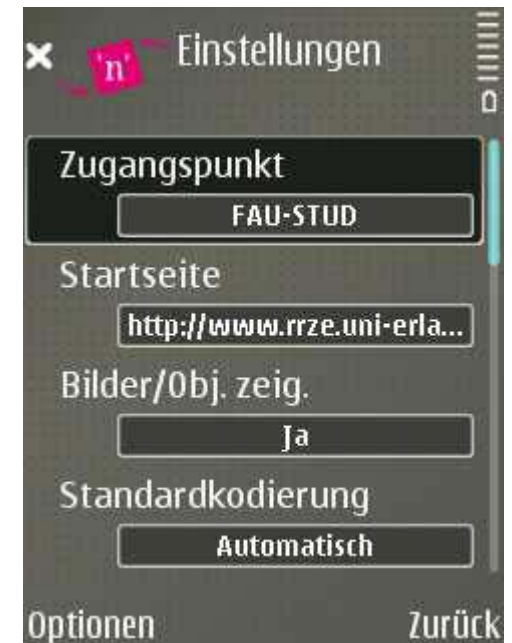 'n'
Einstellungen
Zugangspunkt
FAU-STUD
Startseite
http://www.rrze.uni-erla...
Bilder/Obj. zeig.
Ja
Standardkodierung
Automatisch
Optionen
Zurück